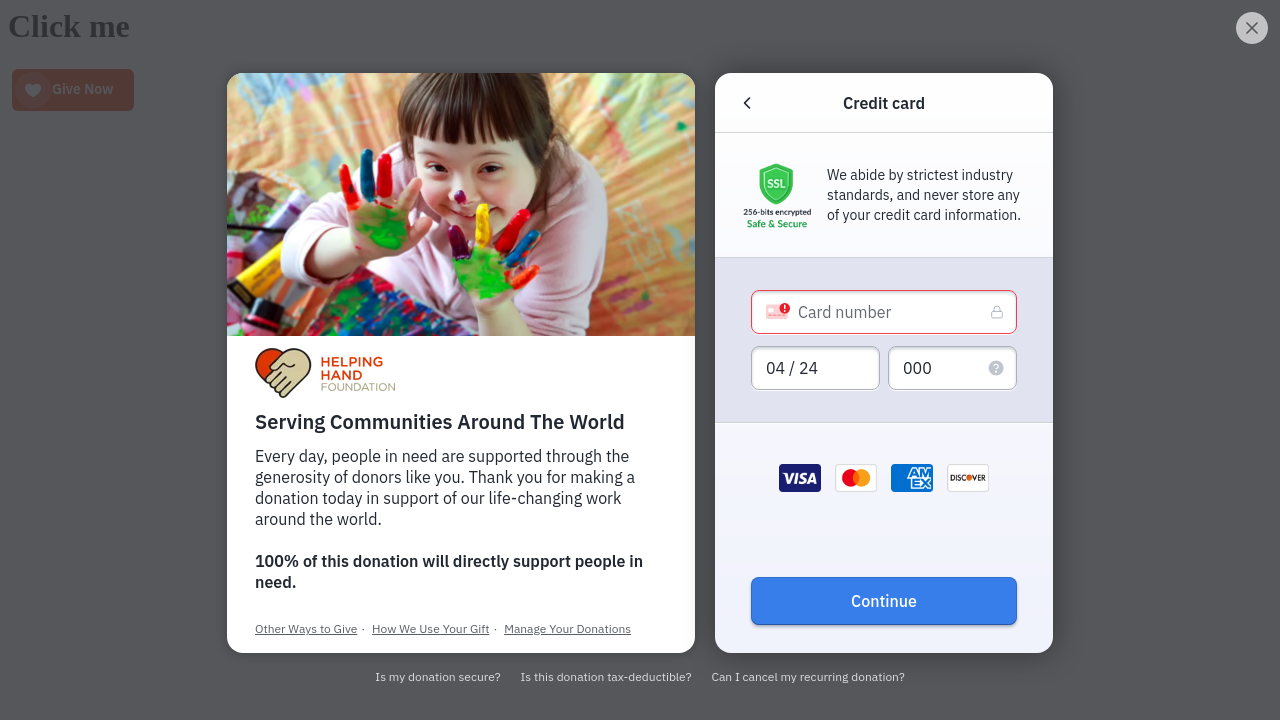 Click me
Give Now
HELPING
HAND
FOUNDATION
Serving Communities Around The World
Every day, people in need are supported through the
generosity of donors like you. Thank you for making a
donation today in support of our life-changing work
around the world.
100% of this donation will directly support people in
need.
Other Ways to Give · How We Use Your Gift · Manage Your Donations
Credit card
SSL
256-bits encrypted
Safe & Secure
We abide by strictest industry
standards, and never store any
of your credit card information.
Card number
04 / 24
000
?
VISA
AM
EX
DISCOVER
Continue
Is my donation secure? Is this donation tax-deductible? Can I cancel my recurring donation?